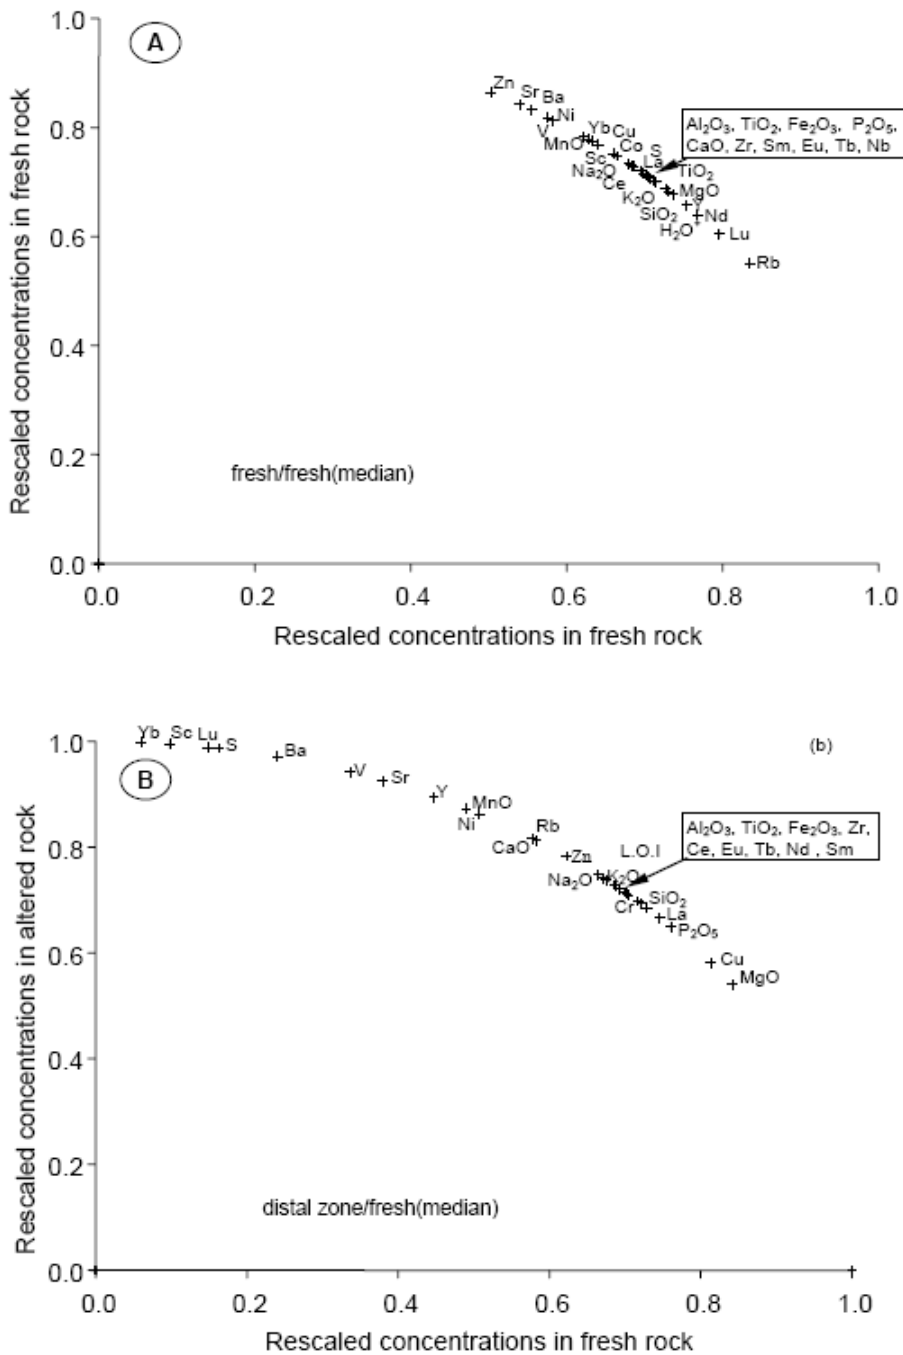 1.0
A
Zn
Sr
Ba
Ni
0.8
V
Yb
Cu
MnO
Co
S
Al₂O₃, TiO₂, Fe₂O₃, P₂O₅,
CaO, Zr, Sm, Eu, Tb, Nb
Sc
La
TiO₂
Na₂O
Ce
MgO
K₂O
Y
SiO₂
Nd
H₂O⁺
Lu
0.6
Rb
0.4
0.2
fresh/fresh(median)
0.0
0.0 0.2 0.4 0.6 0.8 1.0
Rescaled concentrations in fresh rock
Rescaled concentrations in fresh rock
1.0
Yb
Sc
Lu
S
Ba
(b)
B
V
Sr
Y
MnO
Ni
Al₂O₃, TiO₂, Fe₂O₃, Zr,
Ce, Eu, Tb, Nd , Sm
Rb
0.8
CaO
Zn
L.O.I
Na₂O
K₂O
SiO₂
Cr
La
P₂O₅
0.6
Cu
MgO
0.4
0.2
distal zone/fresh(median)
0.0
0.0 0.2 0.4 0.6 0.8 1.0
Rescaled concentrations in altered rock
Rescaled concentrations in fresh rock